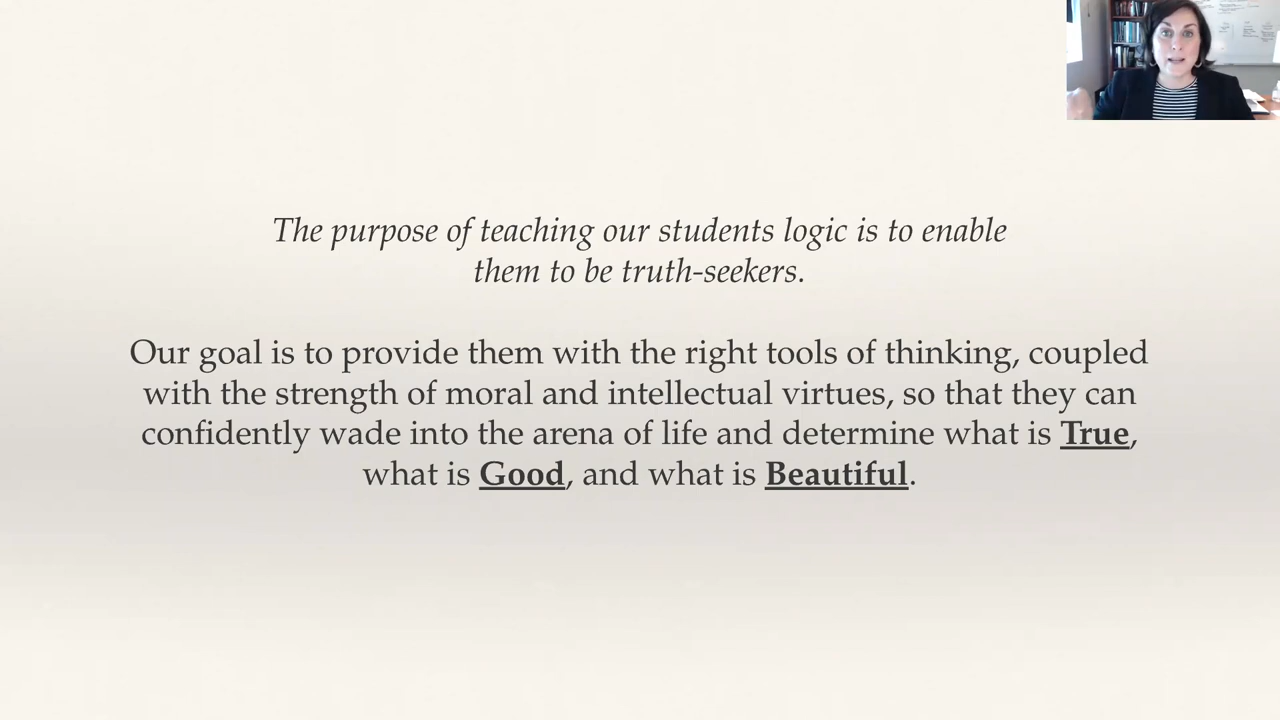 The purpose of teaching our students logic is to enable
them to be truth-seekers.
Our goal is to provide them with the right tools of thinking, coupled
with the strength of moral and intellectual virtues, so that they can
confidently wade into the arena of life and determine what is True,
what is Good, and what is Beautiful.